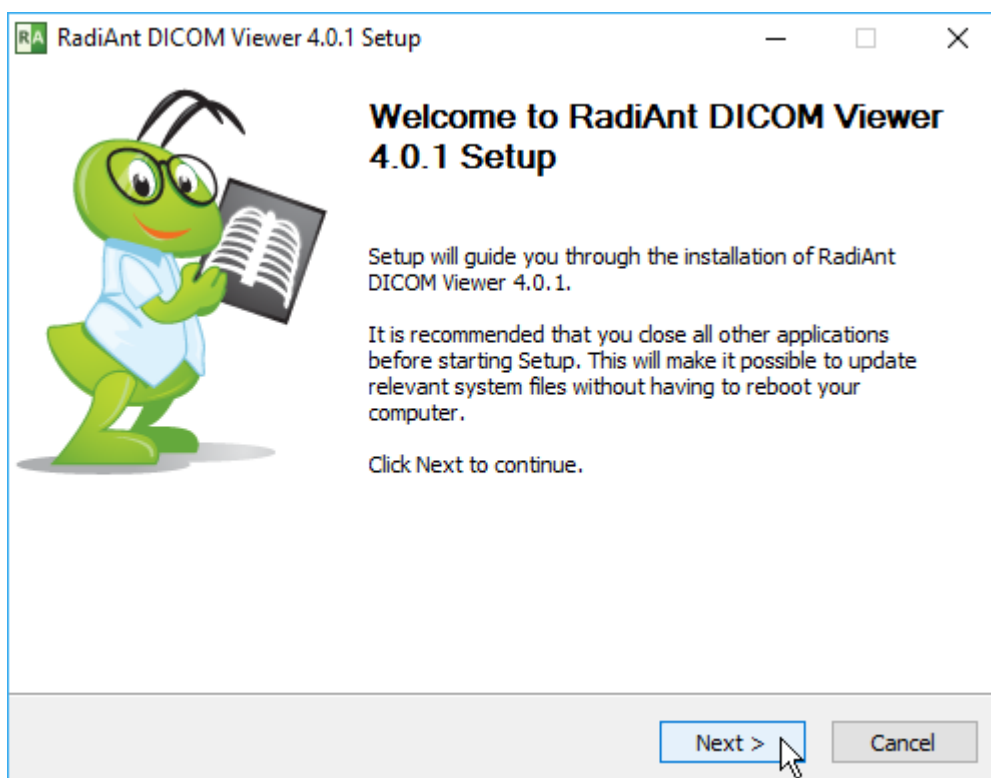 RA RadiAnt DICOM Viewer 4.0.1 Setup
Welcome to RadiAnt DICOM Viewer
4.0.1 Setup
Setup will guide you through the installation of RadiAnt
DICOM Viewer 4.0.1.
It is recommended that you close all other applications
before starting Setup. This will make it possible to update
relevant system files without having to reboot your
computer.
Click Next to continue.
Next >
Cancel